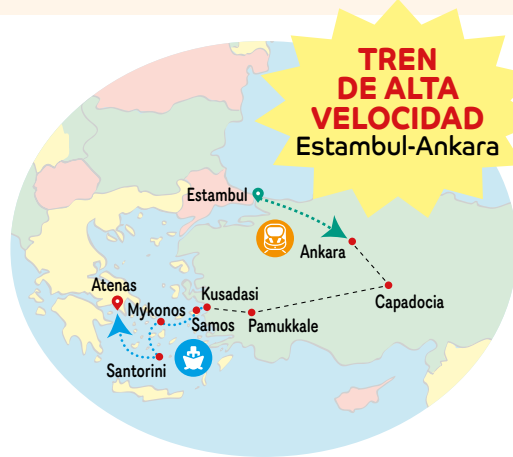 TREN
DE ALTA
VELOCIDAD
Estambul-Ankara
Estambul
Ankara
Atenas
Kusadasi
Mykonos
Capadocia
Samos
Pamukkale
Santorini